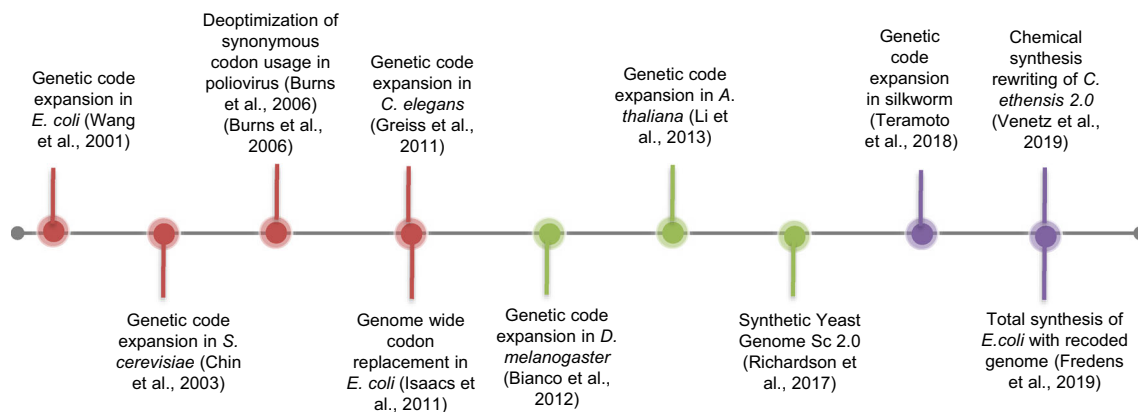 Genetic code
expansion in
E. coli (Wang
et al., 2001)
Deoptimization of
synonymous
codon usage in
poliovirus (Burns
et al., 2006)
(Burns et al.,
2006)
Genetic code
expansion in
C. elegans
(Greiss et al.,
2011)
Genetic code
expansion in A.
thaliana (Li et
al., 2013)
Genetic
code
expansion
in silkworm
(Teramoto
et al., 2018)
Chemical
synthesis
rewriting of C.
ethensis 2.0
(Venetz et al.,
2019)
Genetic code
expansion in S.
cerevisiae (Chin
et al., 2003)
Genome wide
codon
replacement in
E. coli (Isaacs et
al., 2011)
Genetic code
expansion in D.
melanogaster
(Bianco et al.,
2012)
Synthetic Yeast
Genome Sc 2.0
(Richardson et
al., 2017)
Total synthesis of
E.coli with recoded
genome (Fredens
et al., 2019)